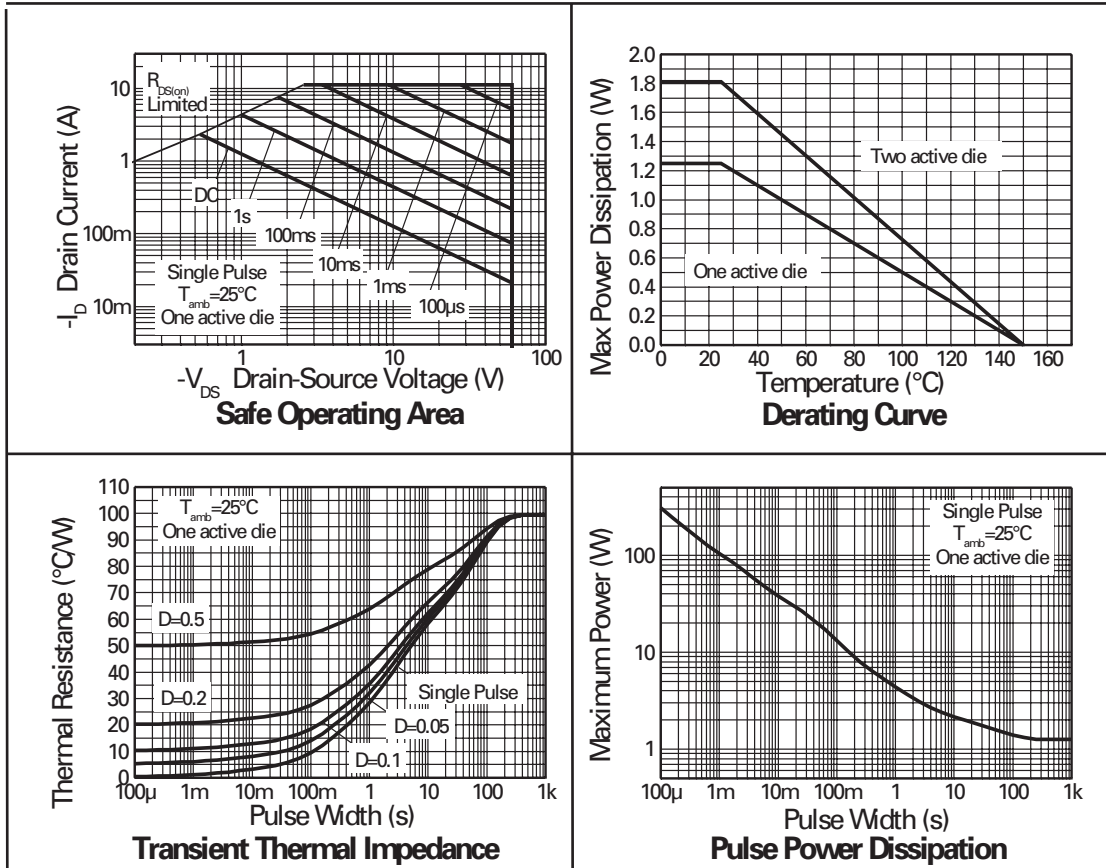 R_DS(on)
Limited
10
1
100m
10m
-I_D Drain Current (A)
DC
1s
100ms
10ms
1ms
100µs
Single Pulse
T_amb=25°C
One active die
1 10 100
-V_DS Drain-Source Voltage (V)
Safe Operating Area
2.0
1.8
1.6
1.4
1.2
1.0
0.8
0.6
0.4
0.2
0.0
Max Power Dissipation (W)
Two active die
One active die
0 20 40 60 80 100 120 140 160
Temperature (°C)
Derating Curve
110
100
90
80
70
60
50
40
30
20
10
0
Thermal Resistance (°C/W)
T_amb=25°C
One active die
D=0.5
D=0.2
Single Pulse
D=0.05
D=0.1
100µ 1m 10m 100m 1 10 100 1k
Pulse Width (s)
Transient Thermal Impedance
100
10
1
Maximum Power (W)
Single Pulse
T_amb=25°C
One active die
100µ 1m 10m 100m 1 10 100 1k
Pulse Width (s)
Pulse Power Dissipation